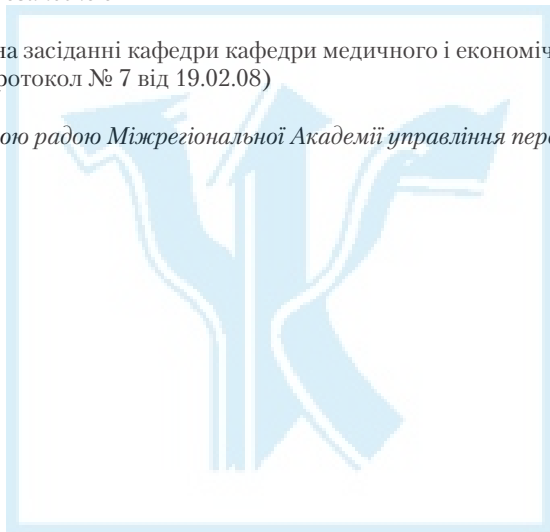 на засіданні кафедри кафедри медичного і економіч
ротокол № 7 від 19.02.08)
ою радою Міжрегіональної Академії управління пер